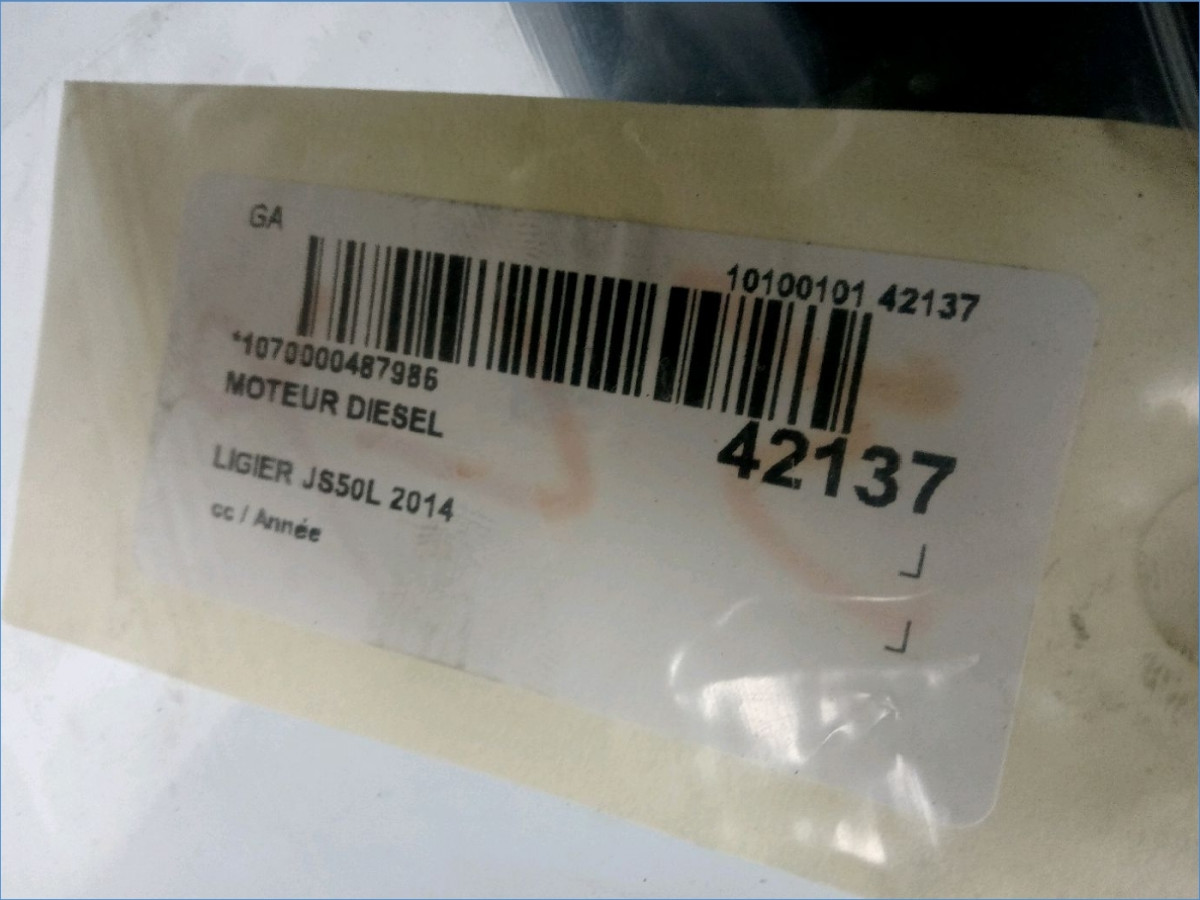 GA
10100101 42137
*1070000487986
MOTEUR DIESEL
42137
LIGIER JS50L 2014
cc / Année